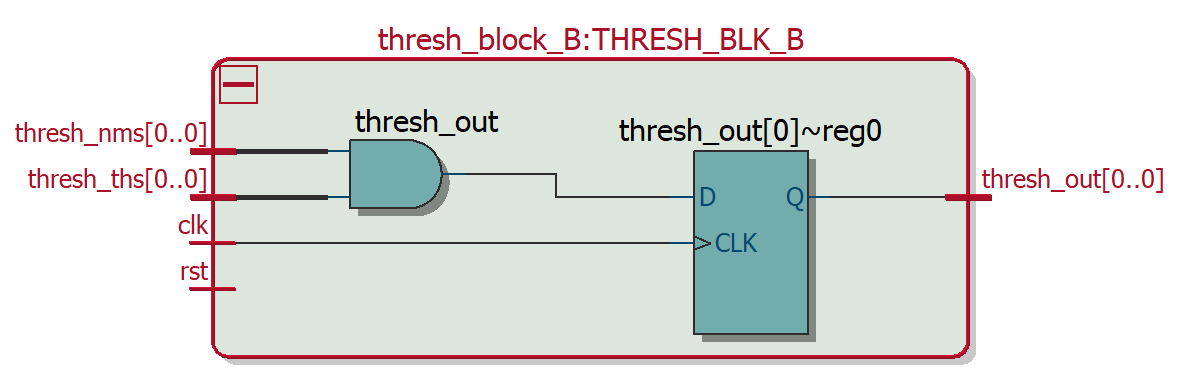 thresh_block_B:THRESH_BLK_B
thresh_nms[0..0]
thresh_out
thresh_out[0]~reg0
thresh_ths[0..0]
thresh_out[0..0]
D
Q
clk
CLK
rst